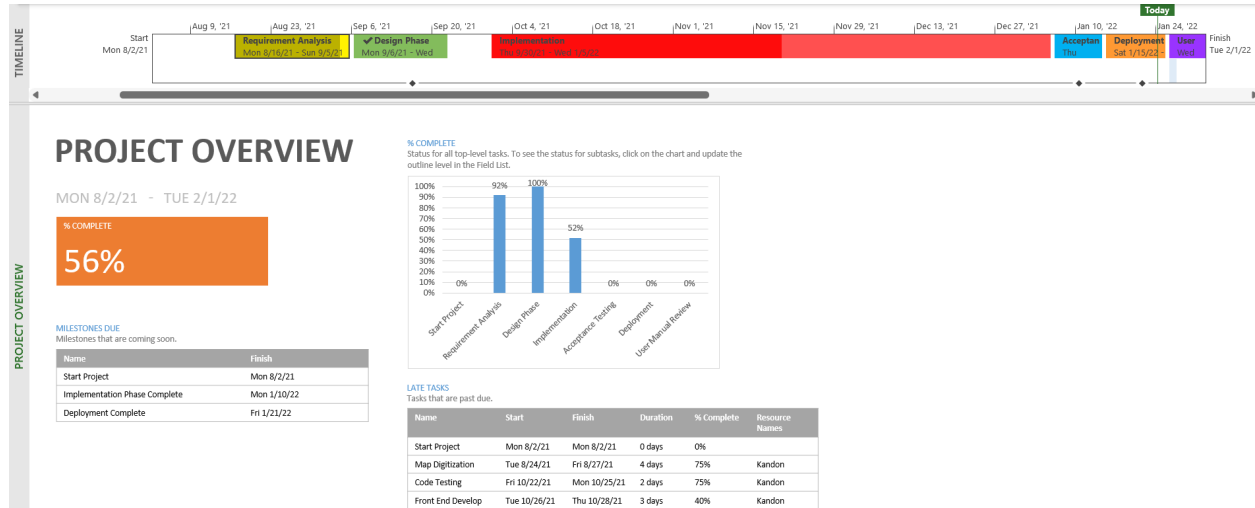 Today
Aug 9, '21
Aug 23, '21
Sep 6, '21
Sep 20, '21
Oct 4, '21
Oct 18, '21
Nov 1, '21
Nov 15, '21
Nov 29, '21
Dec 13, '21
Dec 27, '21
Jan 10, '22
Jan 24, '22
TIMELINE
Start
Mon 8/2/21
Requirement Analysis
Mon 8/16/21 - Sun 9/5/21
✔Design Phase
Mon 9/6/21 - Wed
Implementation
Acceptan
Thu
Deployment
Sat 1/15/22 -
User
Wed
Finish
Tue 2/1/22
PROJECT OVERVIEW
PROJECT OVERVIEW
MON 8/2/21 - TUE 2/1/22
% COMPLETE
56%
MILESTONES DUE
Milestones that are coming soon.
Name Finish
Start Project Mon 8/2/21
Implementation Phase Complete Mon 1/10/22
Deployment Complete Fri 1/21/22
% COMPLETE
Status for all top-level tasks. To see the status for subtasks, click on the chart and update the
outline level in the Field List.
100%
90%
80%
70%
60%
50%
40%
30%
20%
10%
0%
0%
92%
100%
52%
0%
0%
0%
Start Project
Requirement Analysis
Design Phase
Implementation
Acceptance Testing
Deployment
User Manual Review
LATE TASKS
Tasks that are past due.
Name Start Finish Duration % Complete Resource
Names
Start Project Mon 8/2/21 Mon 8/2/21 0 days 0%
Map Digitization Tue 8/24/21 Fri 8/27/21 4 days 75% Kandon
Code Testing Fri 10/22/21 Mon 10/25/21 2 days 75% Kandon
Front End Develop Tue 10/26/21 Thu 10/28/21 3 days 40% Kandon